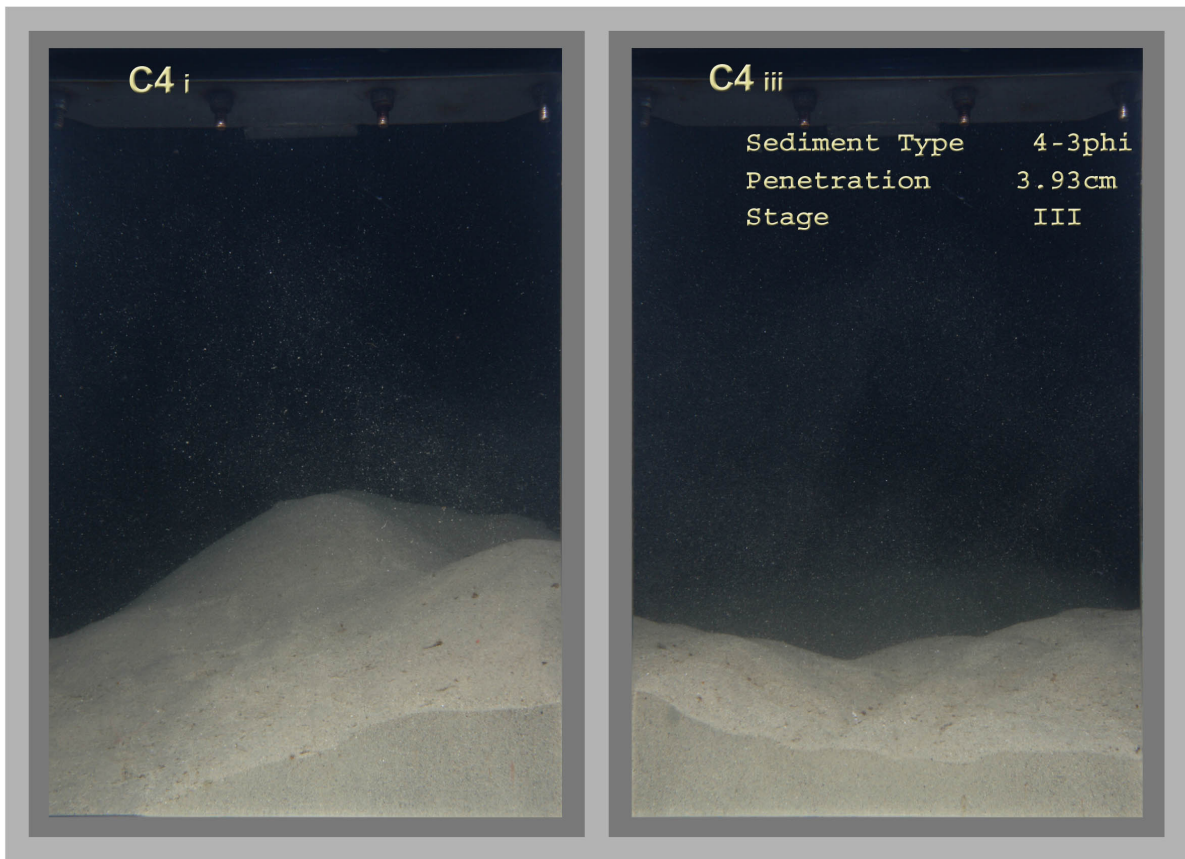 C4 i
C4 iii
Sediment Type 4-3phi
Penetration 3.93cm
Stage III